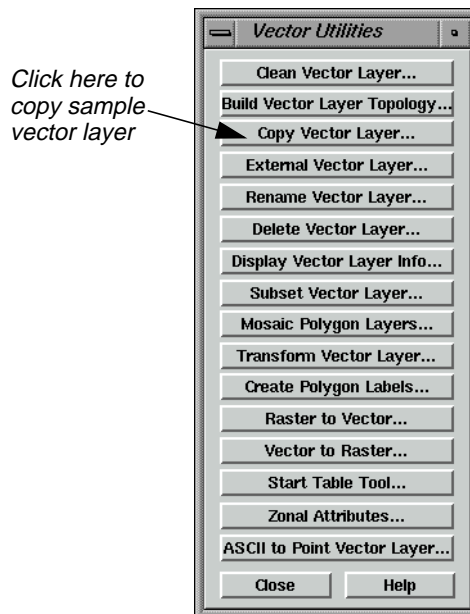 Vector Utilities
Click here to
copy sample
vector layer
Clean Vector Layer...
Build Vector Layer Topology...
Copy Vector Layer...
External Vector Layer...
Rename Vector Layer...
Delete Vector Layer...
Display Vector Layer Info...
Subset Vector Layer...
Mosaic Polygon Layers...
Transform Vector Layer...
Create Polygon Labels...
Raster to Vector...
Vector to Raster...
Start Table Tool...
Zonal Attributes...
ASCII to Point Vector Layer...
Close
Help